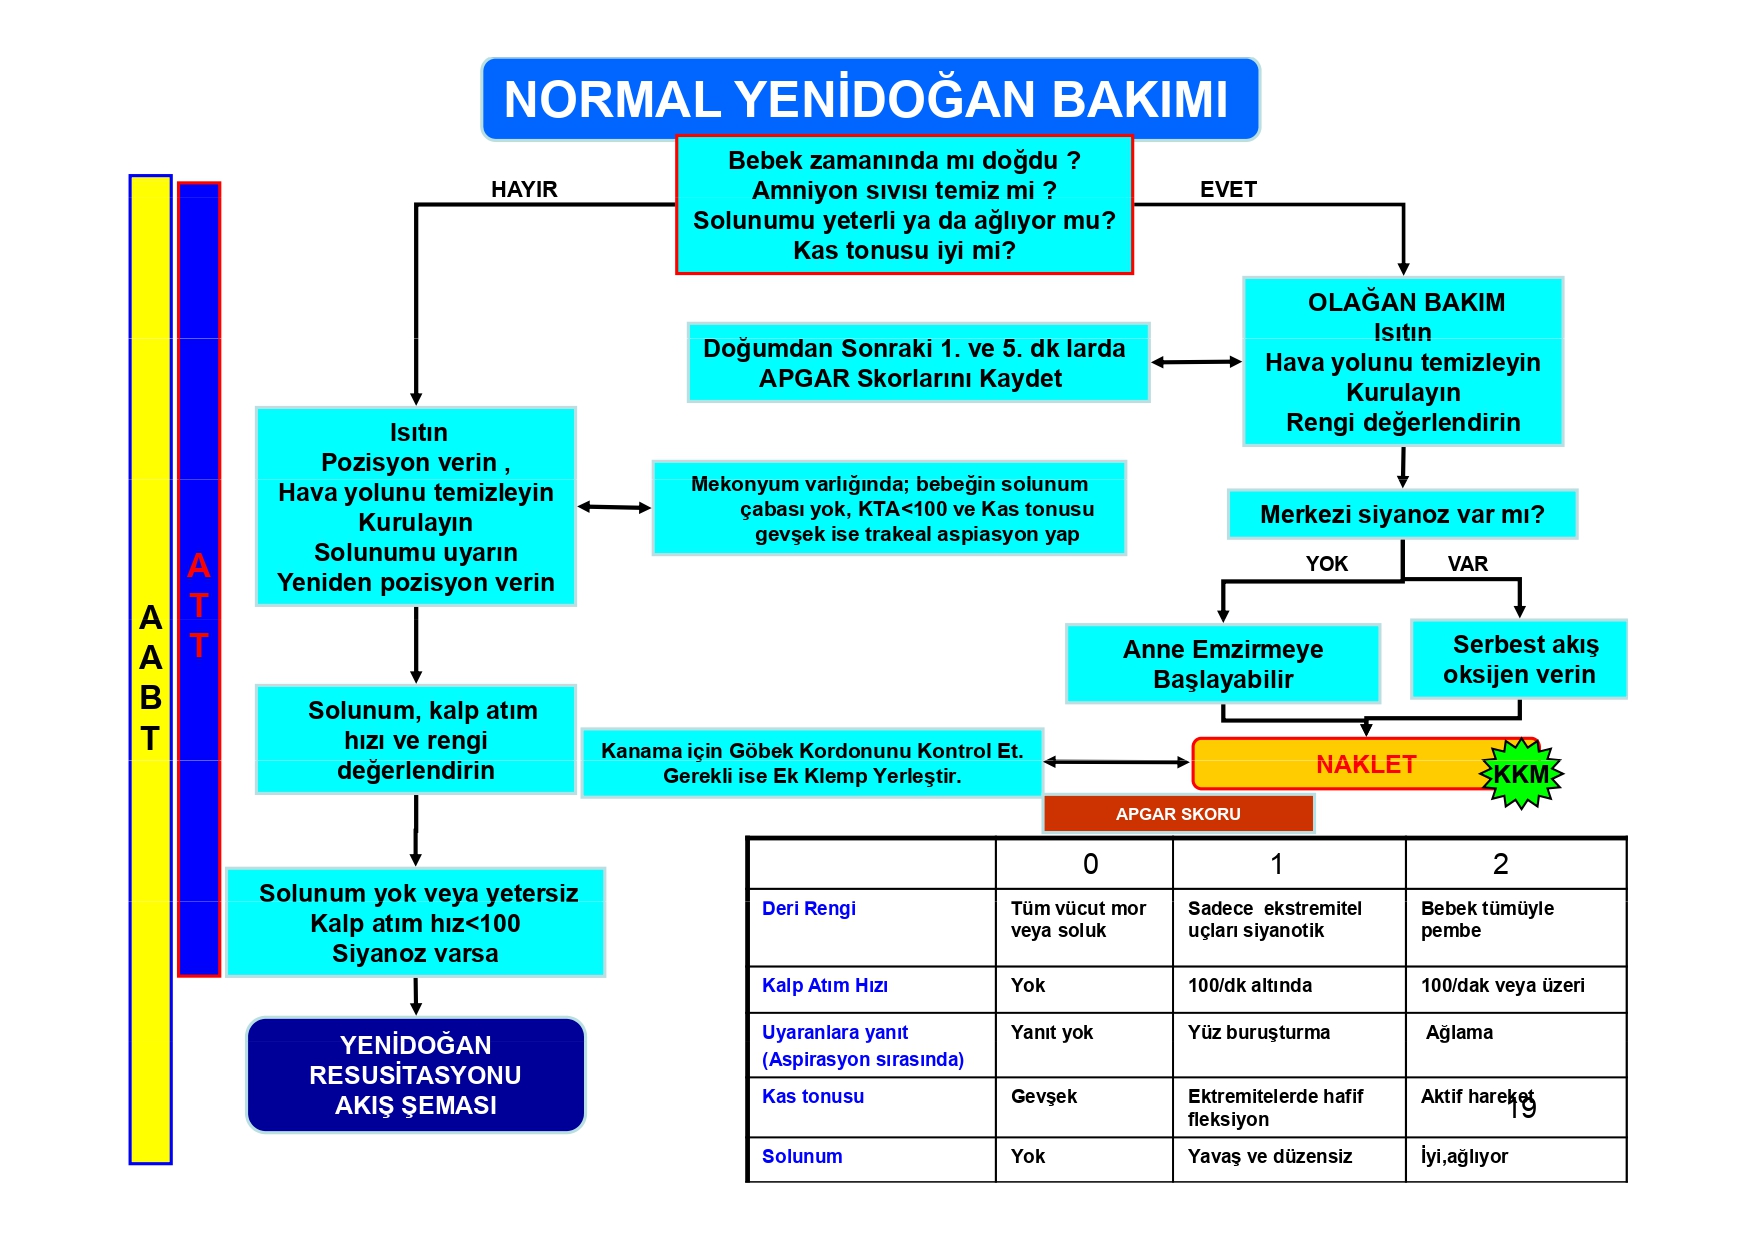 NORMAL YENİDOĞAN BAKIMI
Bebek zamanında mı doğdu ?
Amniyon sıvısı temiz mi ?
Solunumu yeterli ya da ağlıyor mu?
Kas tonusu iyi mi?
HAYIR
EVET
OLAĞAN BAKIM
Isıtın
Hava yolunu temizleyin
Kurulayın
Rengi değerlendirin
Doğumdan Sonraki 1. ve 5. dk larda
APGAR Skorlarını Kaydet
Isıtın
Pozisyon verin ,
Hava yolunu temizleyin
Kurulayın
Solunumu uyarın
Yeniden pozisyon verin
Mekonyum varlığında; bebeğin solunum
çabası yok, KTA<100 ve Kas tonusu
gevşek ise trakeal aspiasyon yap
Merkezi siyanoz var mı?
YOK
VAR
A
A
B
T
A
T
T
Anne Emzirmeye
Başlayabilir
Serbest akış
oksijen verin
Solunum, kalp atım
hızı ve rengi
değerlendirin
Kanama için Göbek Kordonunu Kontrol Et.
Gerekli ise Ek Klemp Yerleştir.
NAKLET
KKM
APGAR SKORU
Solunum yok veya yetersiz
Kalp atım hız<100
Siyanoz varsa
YENİDOĞAN
RESUSİTASYONU
AKIŞ ŞEMASI
0 1 2
Deri Rengi Tüm vücut mor Sadece ekstremitel Bebek tümüyle
veya soluk uçları siyanotik pembe
Kalp Atım Hızı Yok 100/dk altında 100/dak veya üzeri
Uyaranlara yanıt Yanıt yok Yüz buruşturma Ağlama
(Aspirasyon sırasında)
Kas tonusu Gevşek Ektremitelerde hafif Aktif hareket
fleksiyon
19
Solunum Yok Yavaş ve düzensiz İyi,ağlıyor